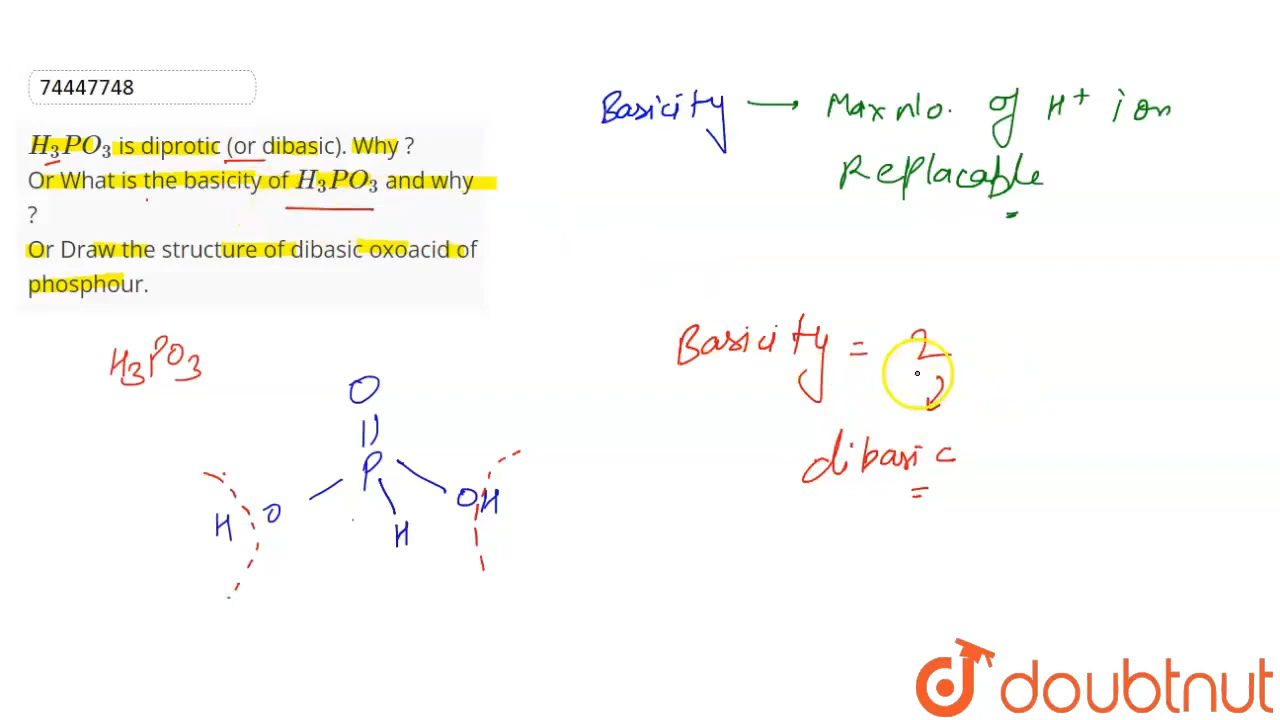 74447748
H₃PO₃ is diprotic (or dibasic). Why ?
Or What is the basicity of H₃PO₃ and why
?
Or Draw the structure of dibasic oxoacid of
phosphour.
Basicity → Max no. of H⁺ ion
Replacable
H₃PO₃
O
P
H O
H
OH
Basicity = 2
dibasic
doubtnut